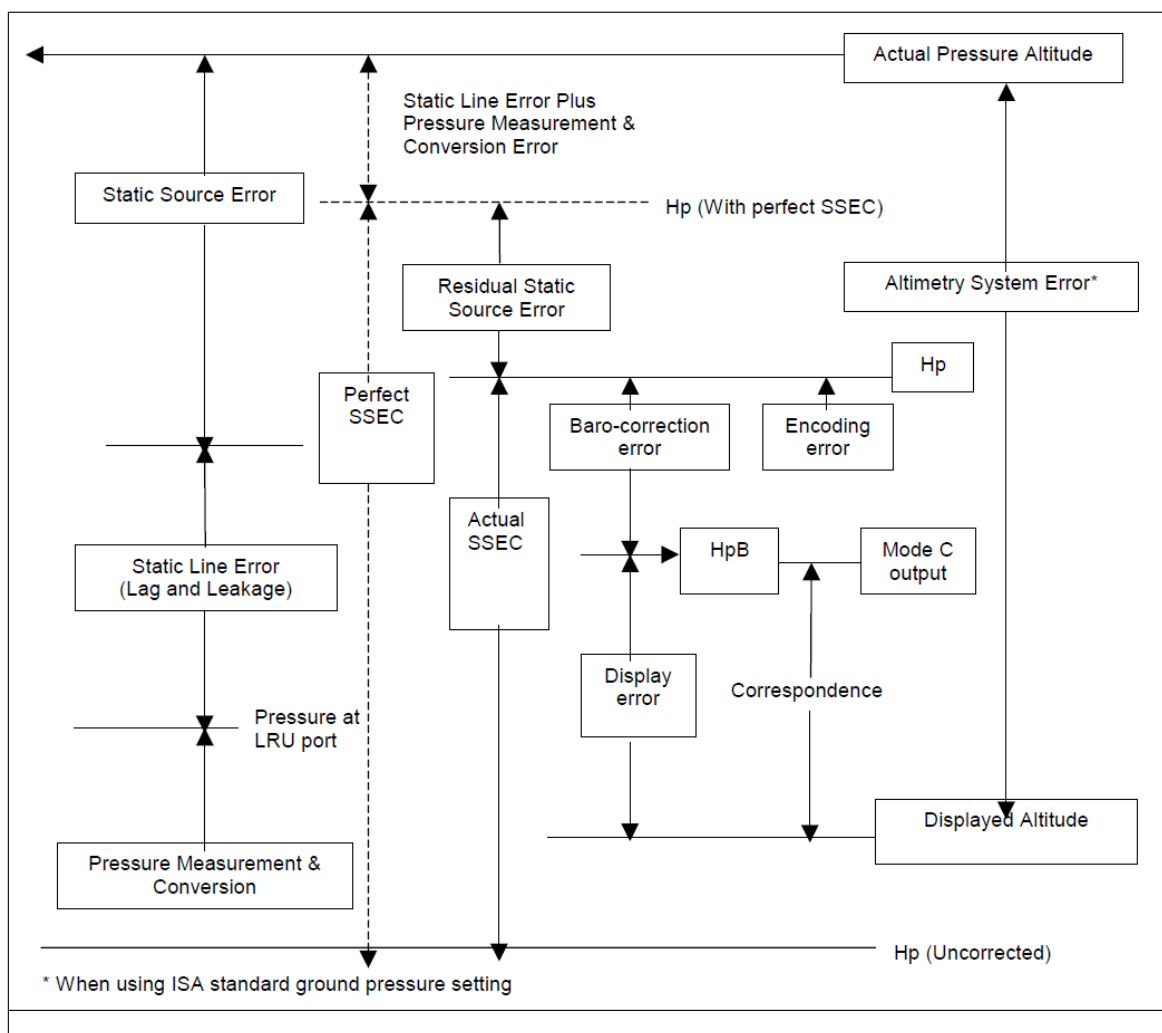 Actual Pressure Altitude
Static Line Error Plus
Pressure Measurement &
Conversion Error
Static Source Error
Hp (With perfect SSEC)
Residual Static
Source Error
Altimetry System Error*
Hp
Perfect
SSEC
Baro-correction
error
Encoding
error
Actual
SSEC
Static Line Error
(Lag and Leakage)
HpB
Mode C
output
Display
error
Correspondence
Pressure at
LRU port
Displayed Altitude
Pressure Measurement &
Conversion
Hp (Uncorrected)
* When using ISA standard ground pressure setting